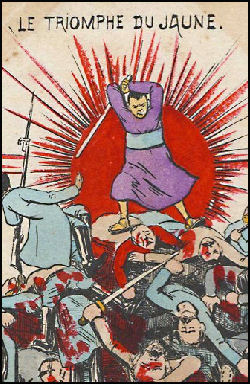 LE TRIOMPHE DU JAUNE.